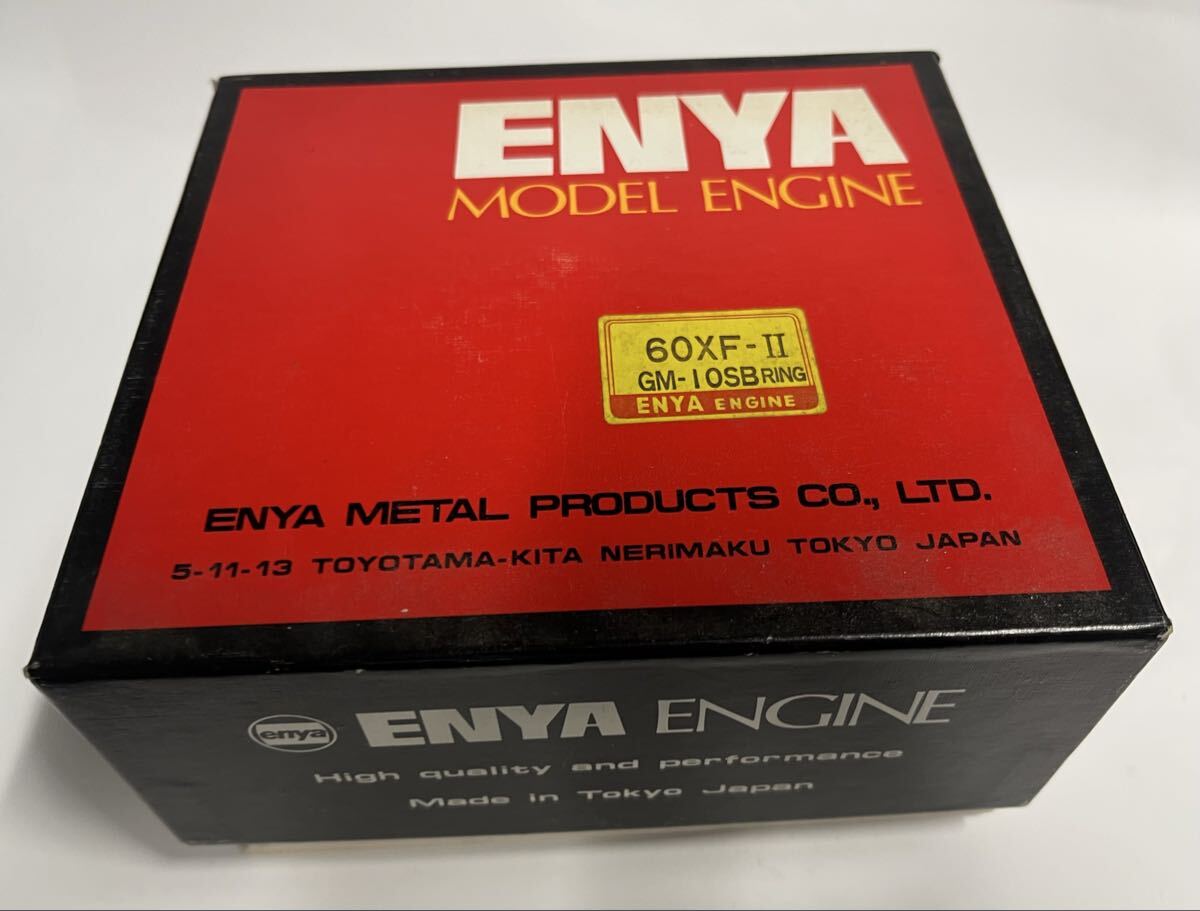 ENYA
MODEL ENGINE
60XF-II
GM-10SB RING
ENYA ENGINE
ENYA METAL PRODUCTS CO., LTD.
5-11-13 TOYOTAMA-KITA NERIMAKU TOKYO JAPAN
enya ENYA ENGINE
High quality and performance
Made in Tokyo Japan